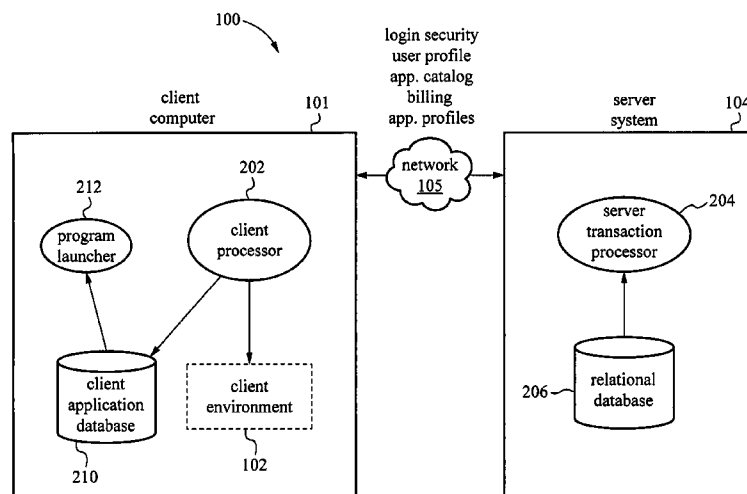 100
login security
user profile
app. catalog
billing
app. profiles
client
computer
101
server
system
104
network
105
212
program
launcher
202
client
processor
server
transaction
processor
204
client
application
database
210
client
environment
102
206
relational
database